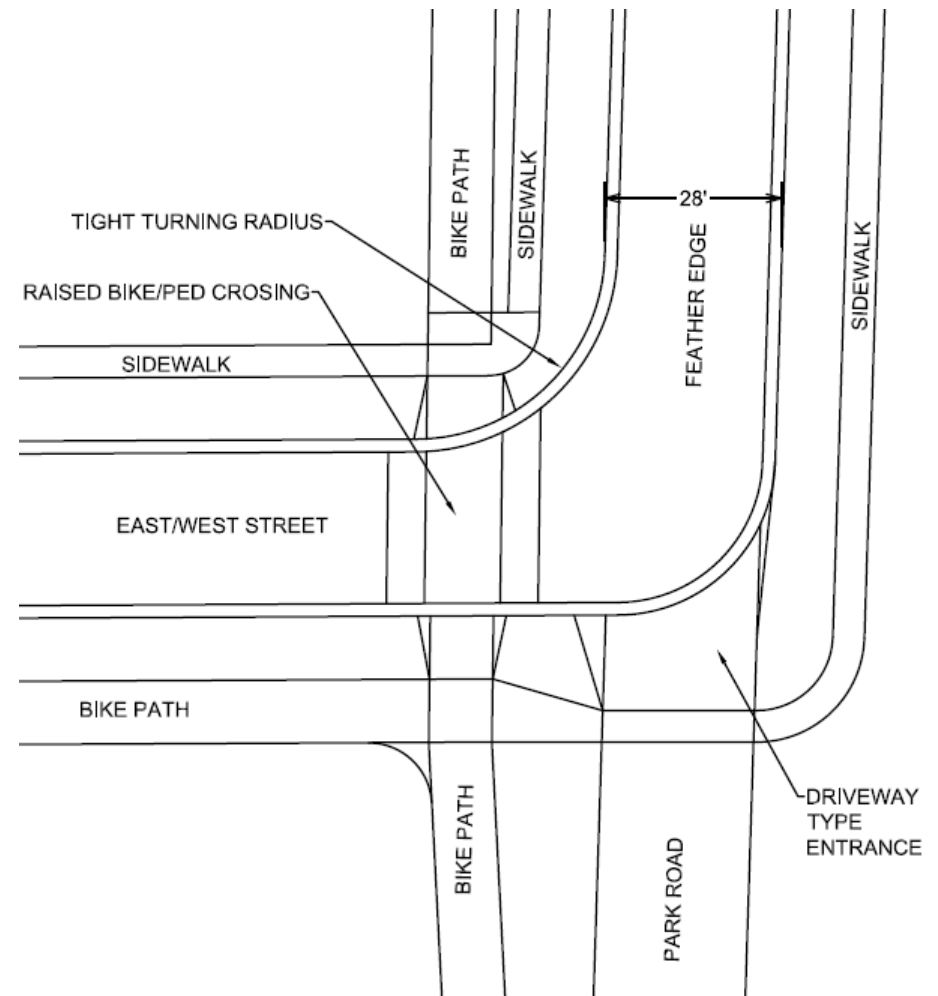 BIKE PATH
SIDEWALK
28'
TIGHT TURNING RADIUS
FEATHER EDGE
SIDEWALK
RAISED BIKE/PED CROSING
SIDEWALK
EAST/WEST STREET
BIKE PATH
BIKE PATH
PARK ROAD
DRIVEWAY
TYPE
ENTRANCE